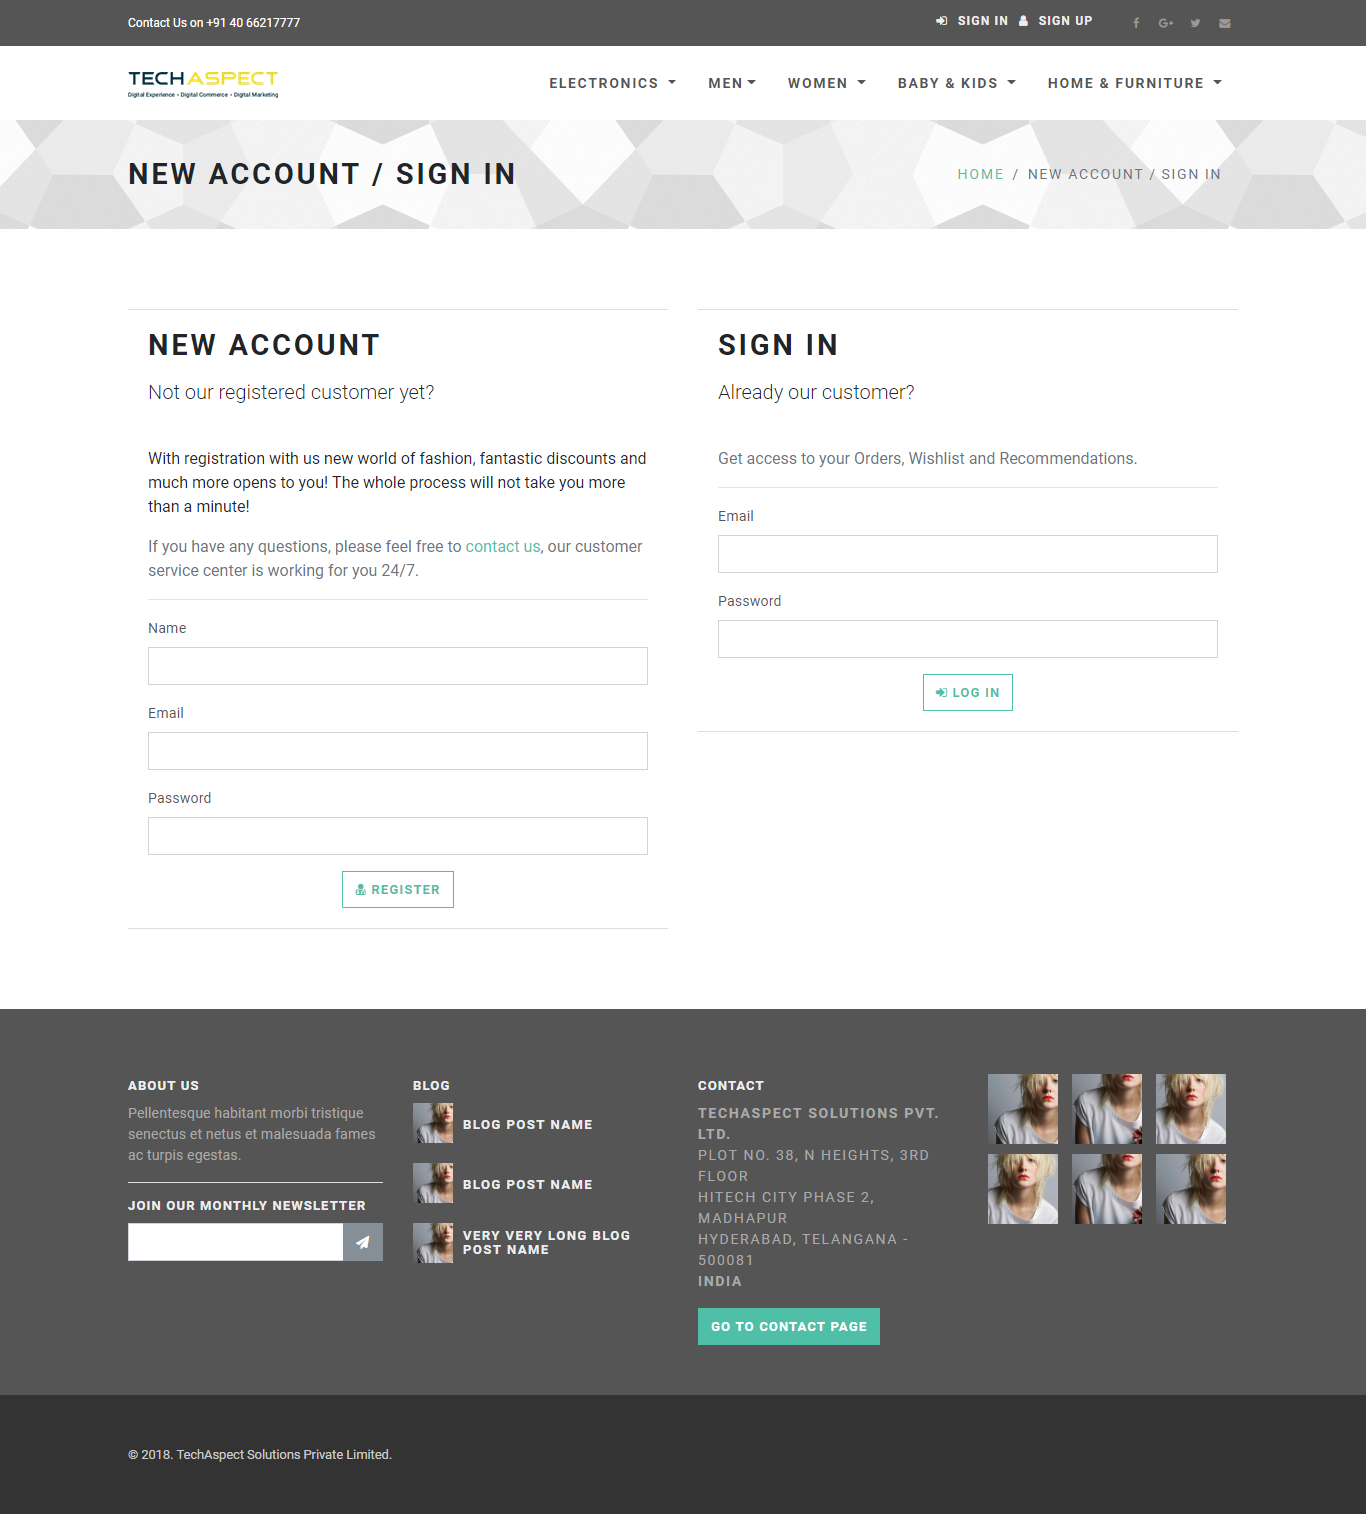 Contact Us on +91 40 66217777
SIGN IN SIGN UP
TECHASPECT
Digital Experience • Digital Commerce • Digital Marketing
ELECTRONICS MEN WOMEN BABY & KIDS HOME & FURNITURE
NEW ACCOUNT / SIGN IN
HOME / NEW ACCOUNT / SIGN IN
NEW ACCOUNT
Not our registered customer yet?
With registration with us new world of fashion, fantastic discounts and
much more opens to you! The whole process will not take you more
than a minute!
If you have any questions, please feel free to contact us, our customer
service center is working for you 24/7.
Name
Email
Password
REGISTER
SIGN IN
Already our customer?
Get access to your Orders, Wishlist and Recommendations.
Email
Password
LOG IN
ABOUT US
Pellentesque habitant morbi tristique
senectus et netus et malesuada fames
ac turpis egestas.
JOIN OUR MONTHLY NEWSLETTER
BLOG
BLOG POST NAME
BLOG POST NAME
VERY VERY LONG BLOG
POST NAME
CONTACT
TECHASPECT SOLUTIONS PVT.
LTD.
PLOT NO. 38, N HEIGHTS, 3RD
FLOOR
HITECH CITY PHASE 2,
MADHAPUR
HYDERABAD, TELANGANA -
500081
INDIA
GO TO CONTACT PAGE
© 2018. TechAspect Solutions Private Limited.